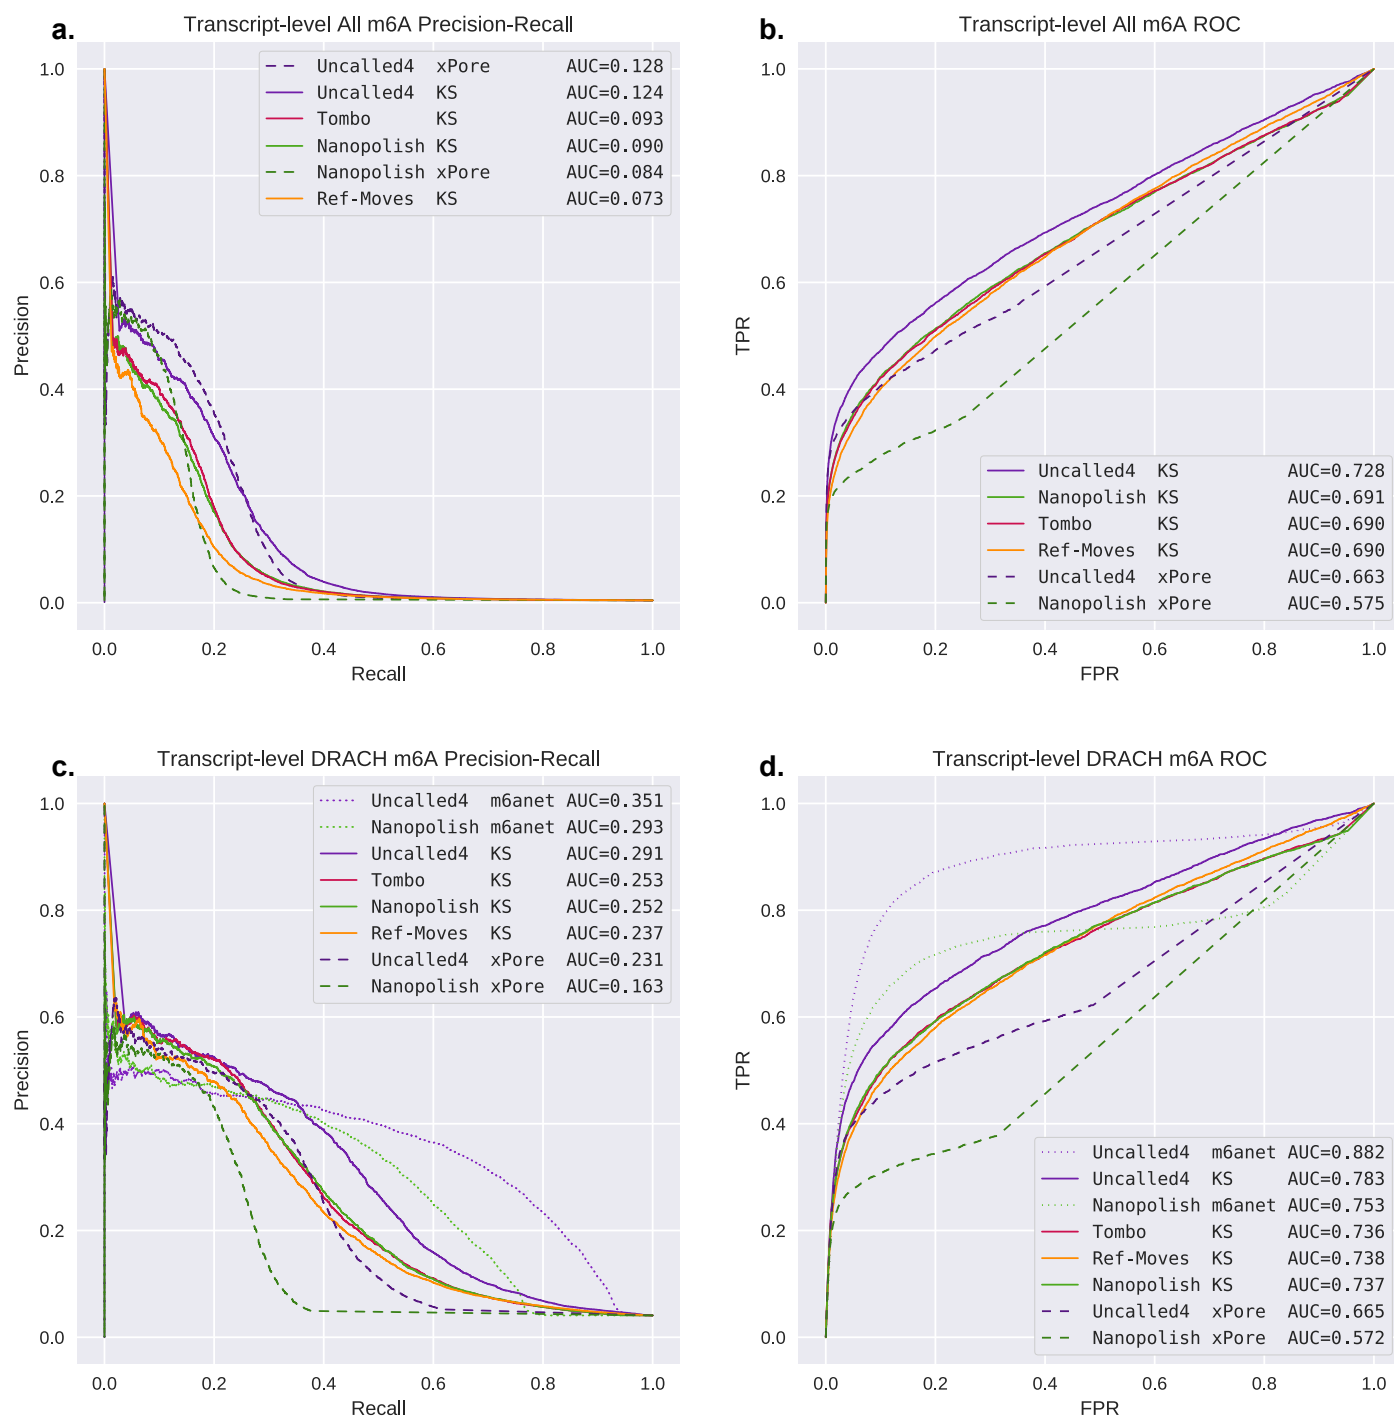 a.
Transcript-level All m6A Precision-Recall
Precision
1.0
0.8
0.6
0.4
0.2
0.0
Uncalled4 xPore AUC=0.128
Uncalled4 KS AUC=0.124
Tombo KS AUC=0.093
Nanopolish KS AUC=0.090
Nanopolish xPore AUC=0.084
Ref-Moves KS AUC=0.073
0.0 0.2 0.4 0.6 0.8 1.0
Recall
b.
Transcript-level All m6A ROC
TPR
1.0
0.8
0.6
0.4
0.2
0.0
Uncalled4 KS AUC=0.728
Nanopolish KS AUC=0.691
Tombo KS AUC=0.690
Ref-Moves KS AUC=0.690
Uncalled4 xPore AUC=0.663
Nanopolish xPore AUC=0.575
0.0 0.2 0.4 0.6 0.8 1.0
FPR
c.
Transcript-level DRACH m6A Precision-Recall
Precision
1.0
0.8
0.6
0.4
0.2
0.0
Uncalled4 m6anet AUC=0.351
Nanopolish m6anet AUC=0.293
Uncalled4 KS AUC=0.291
Tombo KS AUC=0.253
Nanopolish KS AUC=0.252
Ref-Moves KS AUC=0.237
Uncalled4 xPore AUC=0.231
Nanopolish xPore AUC=0.163
0.0 0.2 0.4 0.6 0.8 1.0
Recall
d.
Transcript-level DRACH m6A ROC
TPR
1.0
0.8
0.6
0.4
0.2
0.0
Uncalled4 m6anet AUC=0.882
Uncalled4 KS AUC=0.783
Nanopolish m6anet AUC=0.753
Tombo KS AUC=0.736
Ref-Moves KS AUC=0.738
Nanopolish KS AUC=0.737
Uncalled4 xPore AUC=0.665
Nanopolish xPore AUC=0.572
0.0 0.2 0.4 0.6 0.8 1.0
FPR